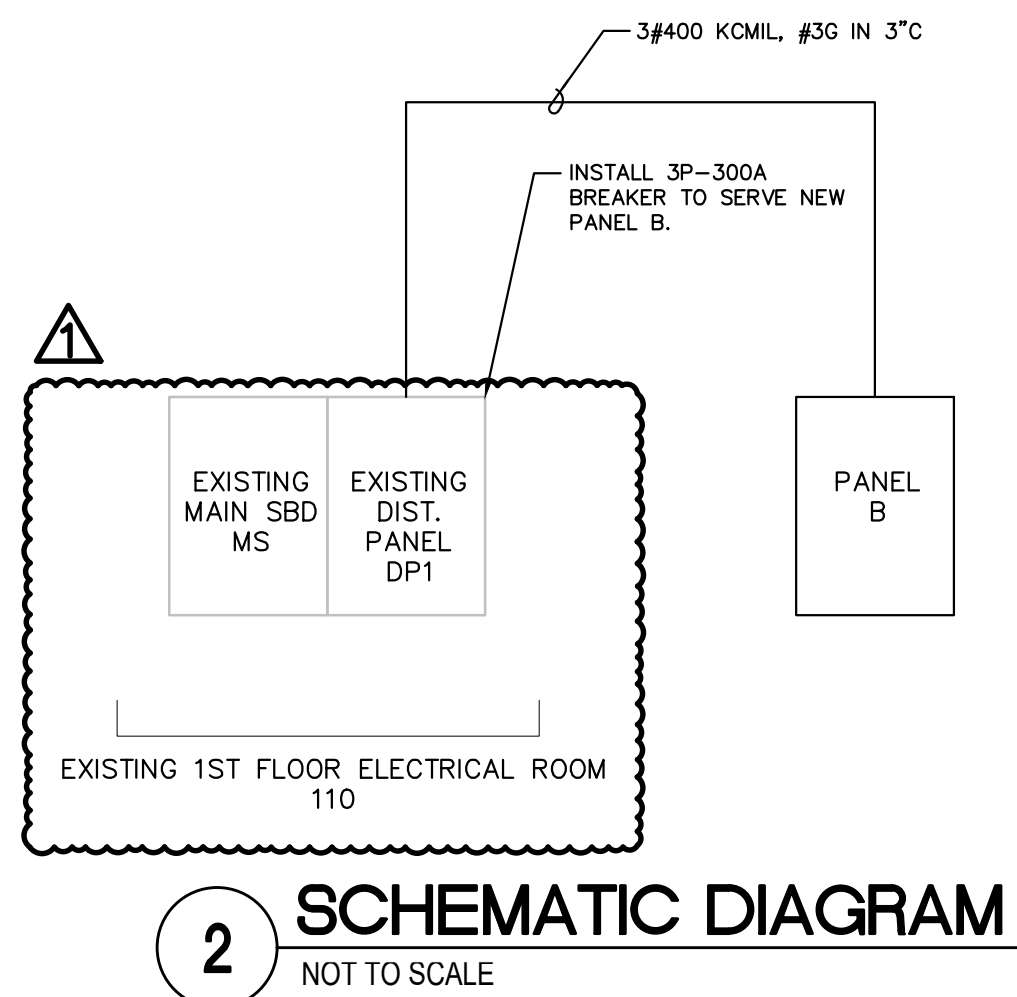 3#400 KCMIL, #3G IN 3"C
INSTALL 3P-300A
BREAKER TO SERVE NEW
PANEL B.
1
EXISTING
MAIN SBD
MS
EXISTING
DIST.
PANEL
DP1
PANEL
B
EXISTING 1ST FLOOR ELECTRICAL ROOM
110
2
SCHEMATIC DIAGRAM
NOT TO SCALE